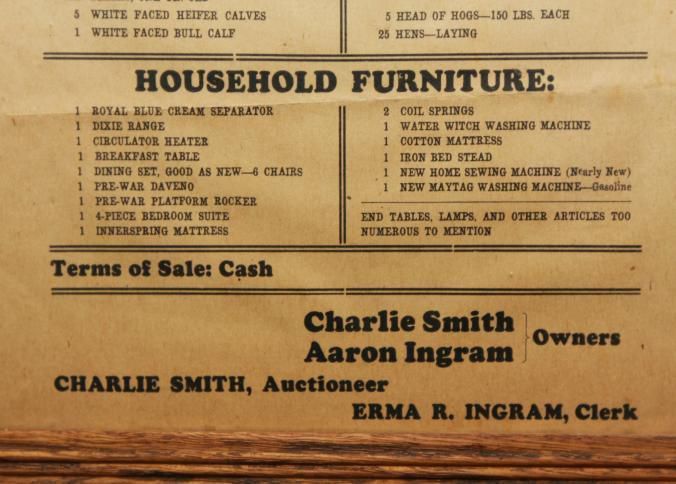 5 WHITE FACED HEIFER CALVES
1 WHITE FACED BULL CALF
5 HEAD OF HOGS—150 LBS. EACH
25 HENS—LAYING
HOUSEHOLD FURNITURE:
1 ROYAL BLUE CREAM SEPARATOR
1 DIXIE RANGE
1 CIRCULATOR HEATER
1 BREAKFAST TABLE
1 DINING SET, GOOD AS NEW—6 CHAIRS
1 PRE-WAR DAVENO
1 PRE-WAR PLATFORM ROCKER
1 4-PIECE BEDROOM SUITE
1 INNERSPRING MATTRESS
2 COIL SPRINGS
1 WATER WITCH WASHING MACHINE
1 COTTON MATTRESS
1 IRON BED STEAD
1 NEW HOME SEWING MACHINE (Nearly New)
1 NEW MAYTAG WASHING MACHINE—Gasoline
END TABLES, LAMPS, AND OTHER ARTICLES TOO
NUMEROUS TO MENTION
Terms of Sale: Cash
Charlie Smith
Aaron Ingram
Owners
CHARLIE SMITH, Auctioneer
ERMA R. INGRAM, Clerk